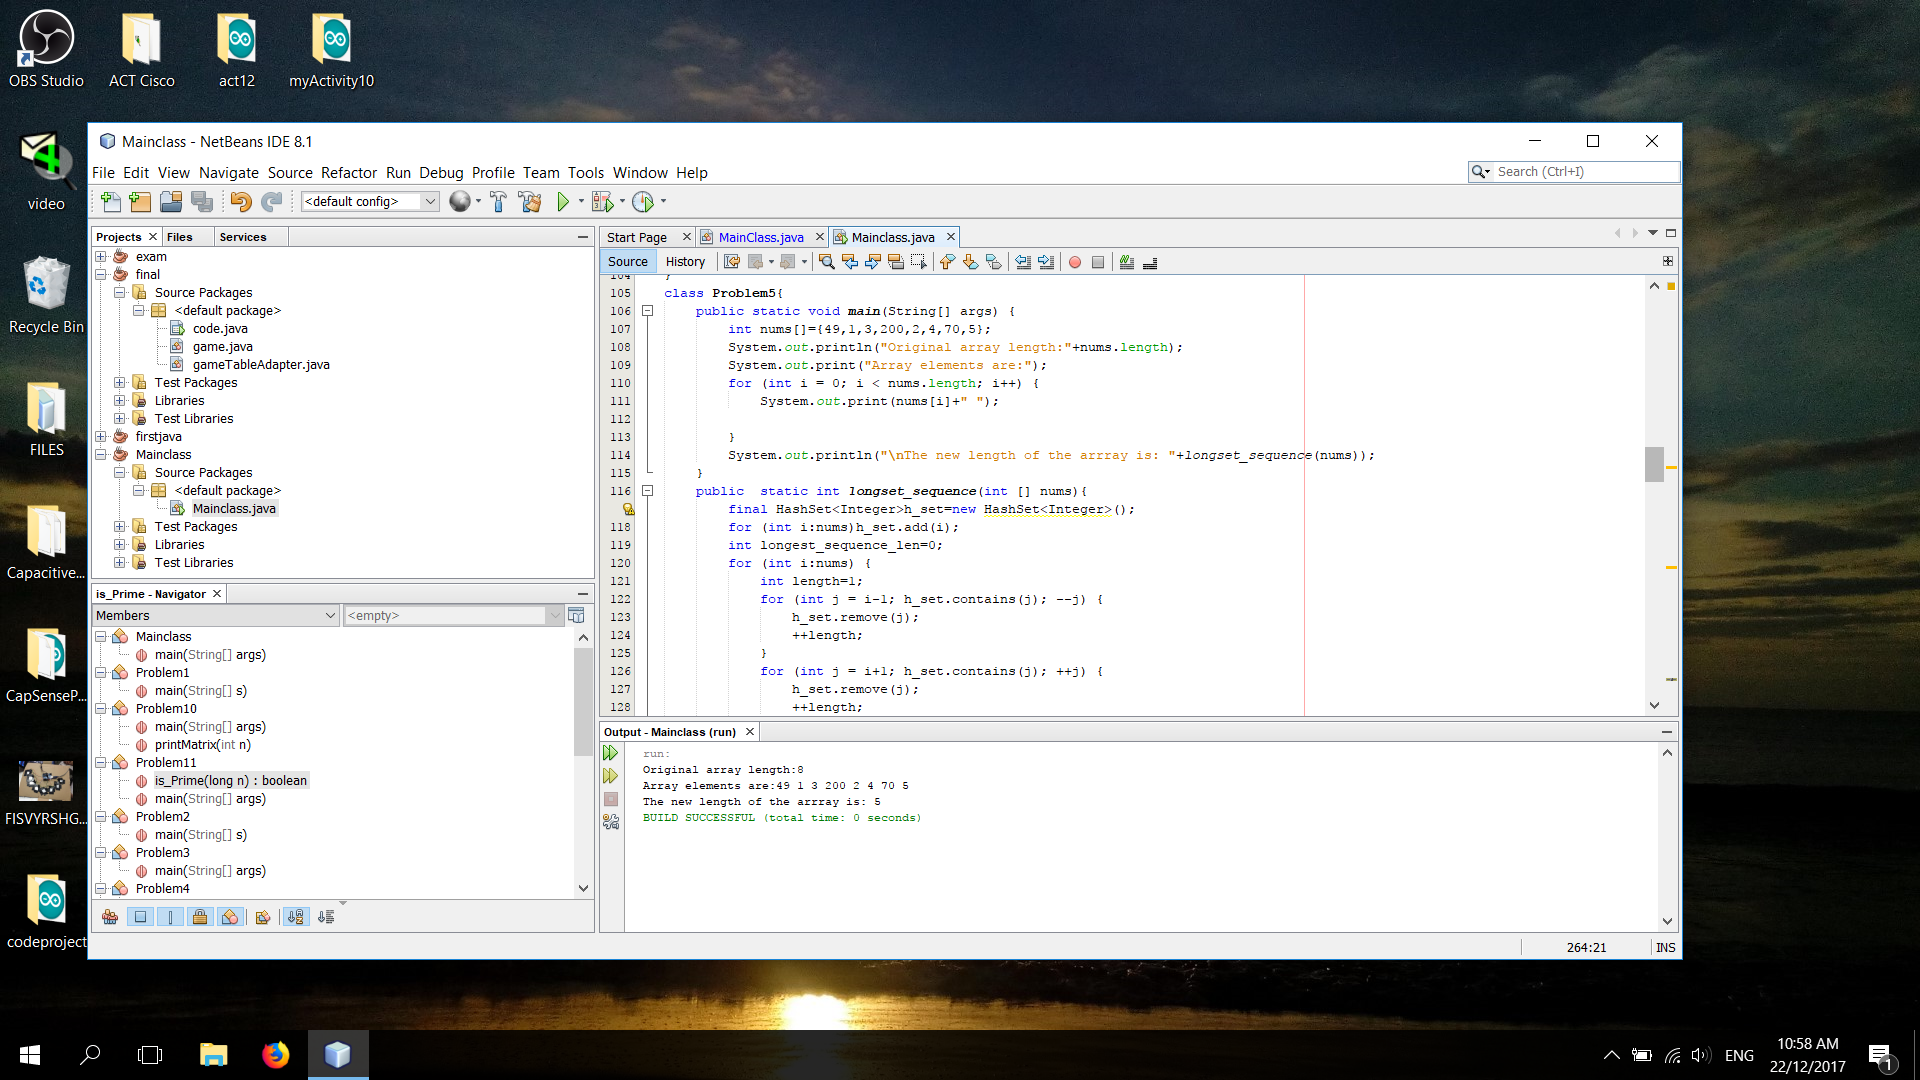 OBS Studio
ACT Cisco
act12
myActivity10
video
Recycle Bin
FILES
Capacitive...
CapSenseP...
FISVYRSHG...
codeproject
Mainclass - NetBeans IDE 8.1
File Edit View Navigate Source Refactor Run Debug Profile Team Tools Window Help
Search (Ctrl+I)
<default config>
Projects Files Services
exam
final
Source Packages
<default package>
code.java
game.java
gameTableAdapter.java
Test Packages
Libraries
Test Libraries
firstjava
Mainclass
Source Packages
<default package>
Mainclass.java
Test Packages
Libraries
Test Libraries
is_Prime - Navigator
Members <empty>
Mainclass
main(String[] args)
Problem1
main(String[] s)
Problem10
main(String[] args)
printMatrix(int n)
Problem11
is_Prime(long n) : boolean
main(String[] args)
Problem2
main(String[] s)
Problem3
main(String[] args)
Problem4
Start Page MainClass.java Mainclass.java
Source History
104 }
105 class Problem5{
106 public static void main(String[] args) {
107 int nums[]={49,1,3,200,2,4,70,5};
108 System.out.println("Original array length:"+nums.length);
109 System.out.print("Array elements are:");
110 for (int i = 0; i < nums.length; i++) {
111 System.out.print(nums[i]+" ");
112
113 }
114 System.out.println("\nThe new length of the arrray is: "+longset_sequence(nums));
115 }
116 public  static int longset_sequence(int [] nums){
final HashSet<Integer>h_set=new HashSet<Integer>();
118 for (int i:nums)h_set.add(i);
119 int longest_sequence_len=0;
120 for (int i:nums) {
121 int length=1;
122 for (int j = i-1; h_set.contains(j); --j) {
123 h_set.remove(j);
124 ++length;
125 }
126 for (int j = i+1; h_set.contains(j); ++j) {
127 h_set.remove(j);
128 ++length;
Output - Mainclass (run)
run:
Original array length:8
Array elements are:49 1 3 200 2 4 70 5
The new length of the arrray is: 5
BUILD SUCCESSFUL (total time: 0 seconds)
264:21 INS
ENG
10:58 AM
22/12/2017
1